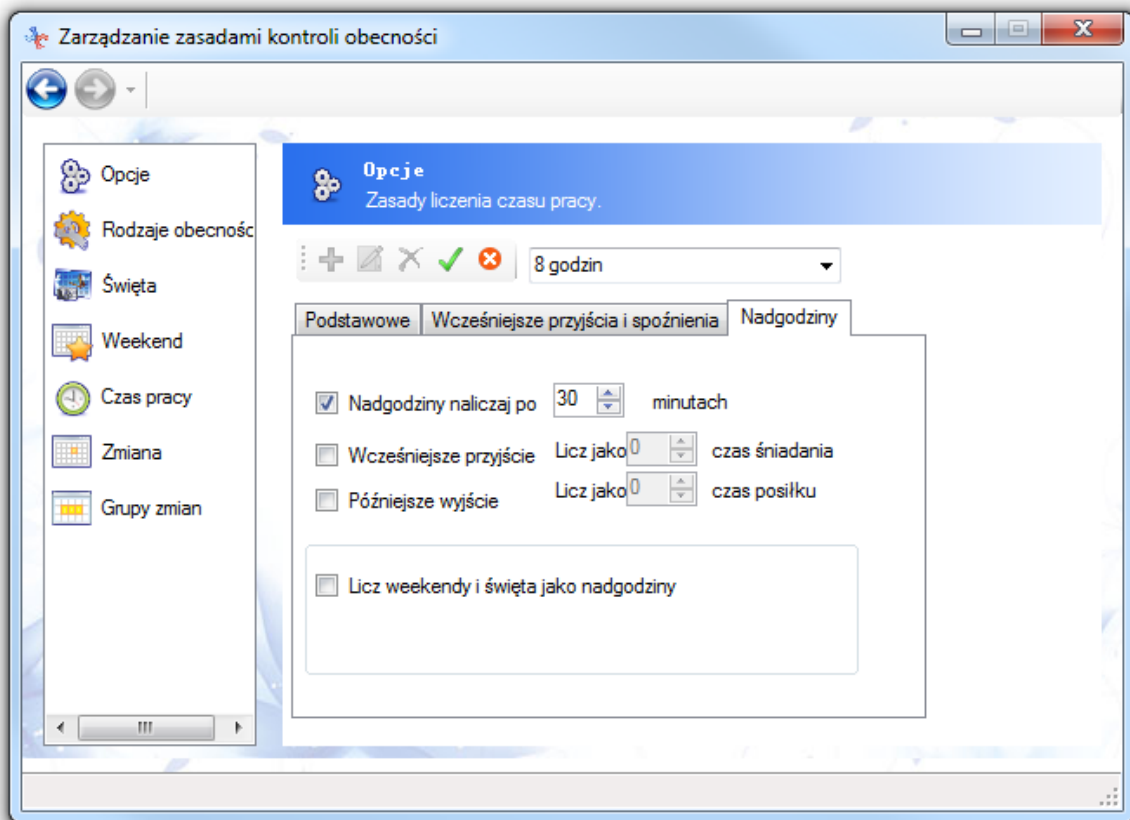 Zarządzanie zasadami kontroli obecności
Opcje
Rodzaje obecnośc
Święta
Weekend
Czas pracy
Zmiana
Grupy zmian
Opcje
Zasady liczenia czasu pracy.
8 godzin
Podstawowe Wcześniejsze przyjścia i spoźnienia Nadgodziny
Nadgodziny naliczaj po 30 minutach
Wcześniejsze przyjście Licz jako 0 czas śniadania
Późniejsze wyjście Licz jako 0 czas posiłku
Licz weekendy i święta jako nadgodziny